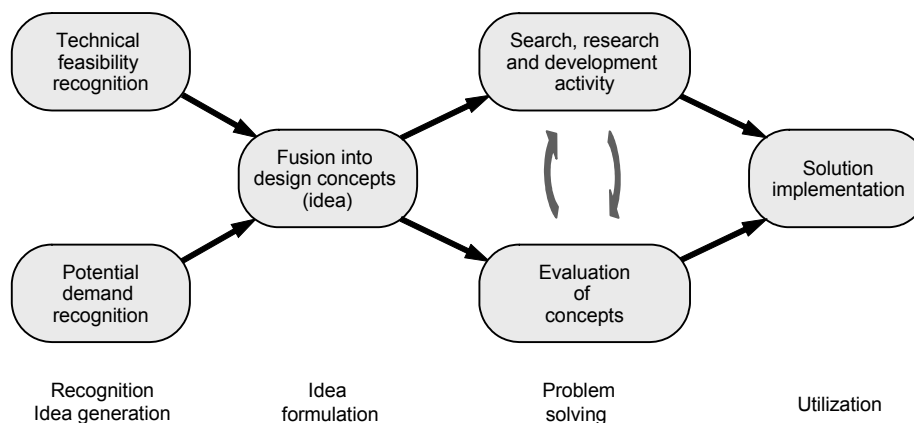 Technical
feasibility
recognition
Search, research
and development
activity
Fusion into
design concepts
(idea)
Solution
implementation
Potential
demand
recognition
Evaluation
of
concepts
Recognition
Idea generation
Idea
formulation
Problem
solving
Utilization